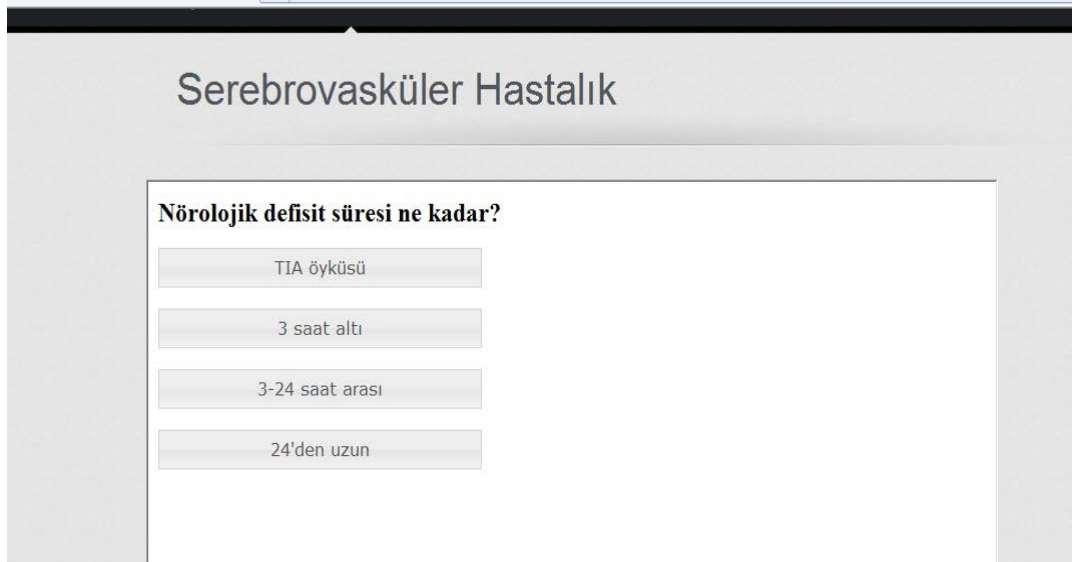 Serebrovasküler Hastalık
Nörolojik defisit süresi ne kadar?
TIA öyküsü
3 saat altı
3-24 saat arası
24'den uzun